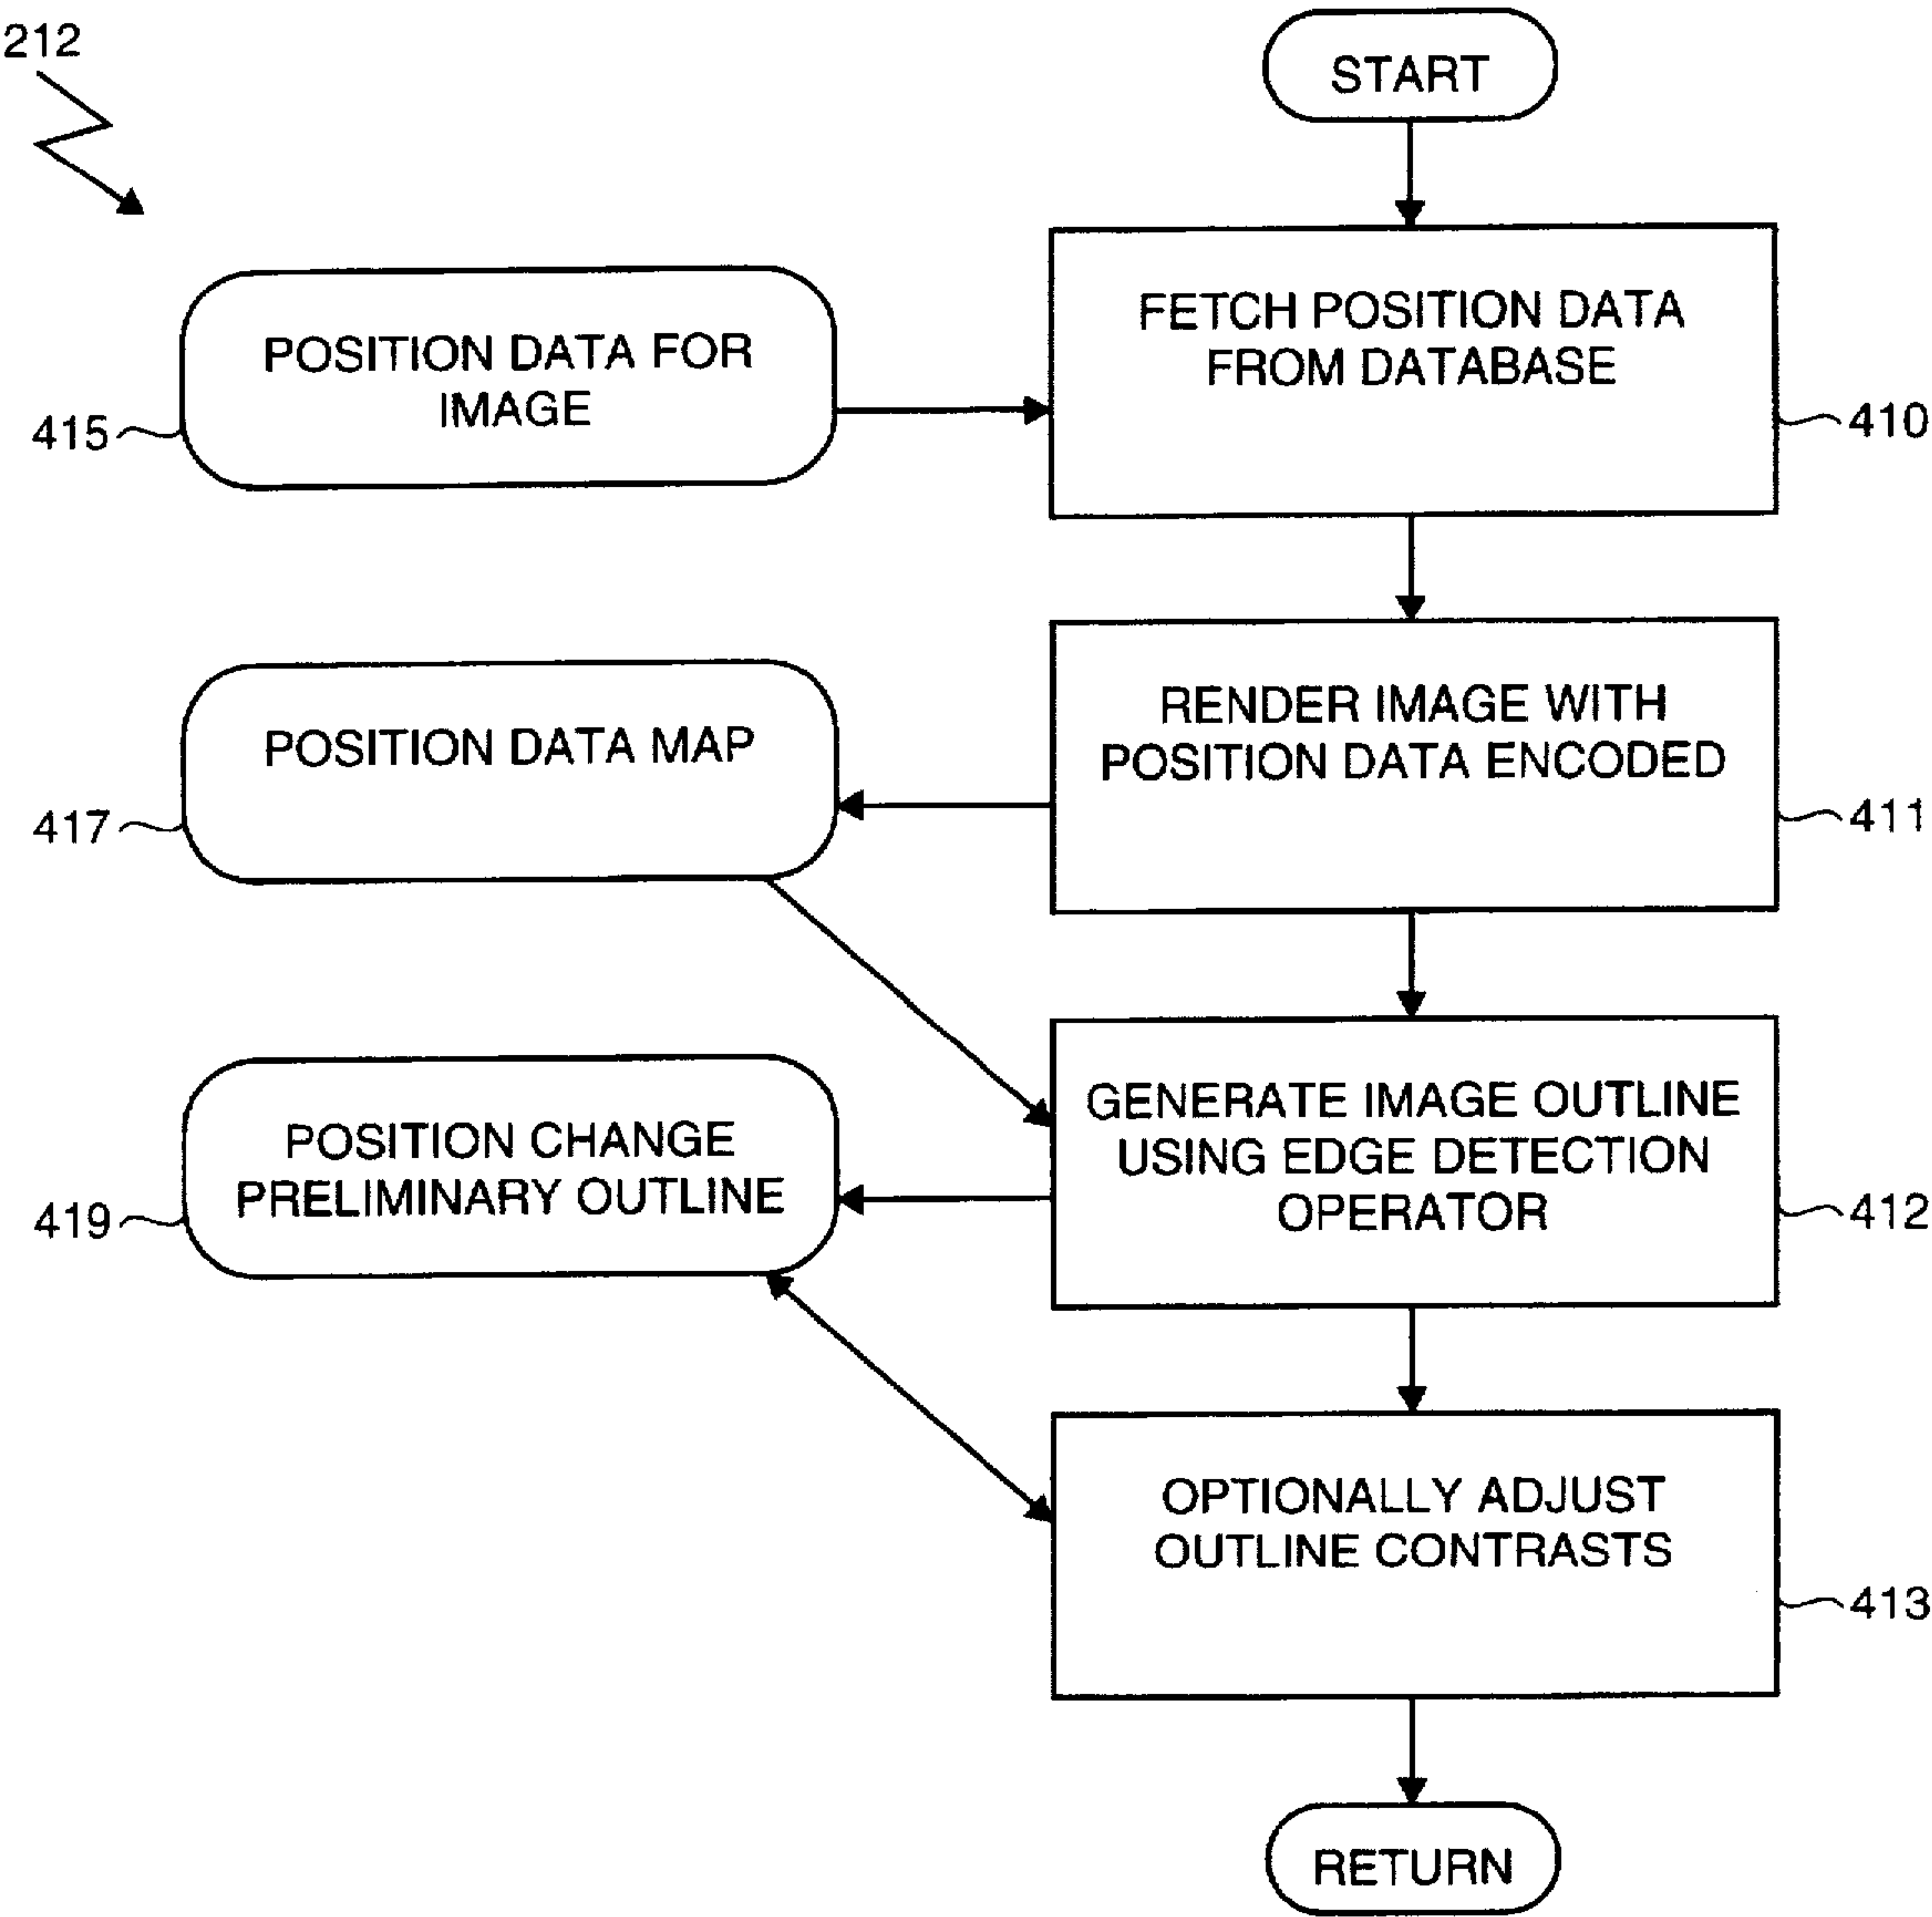 212
START
POSITION DATA FOR
IMAGE
415
FETCH POSITION DATA
FROM DATABASE
410
POSITION DATA MAP
417
RENDER IMAGE WITH
POSITION DATA ENCODED
411
POSITION CHANGE
PRELIMINARY OUTLINE
419
GENERATE IMAGE OUTLINE
USING EDGE DETECTION
OPERATOR
412
OPTIONALLY ADJUST
OUTLINE CONTRASTS
413
RETURN